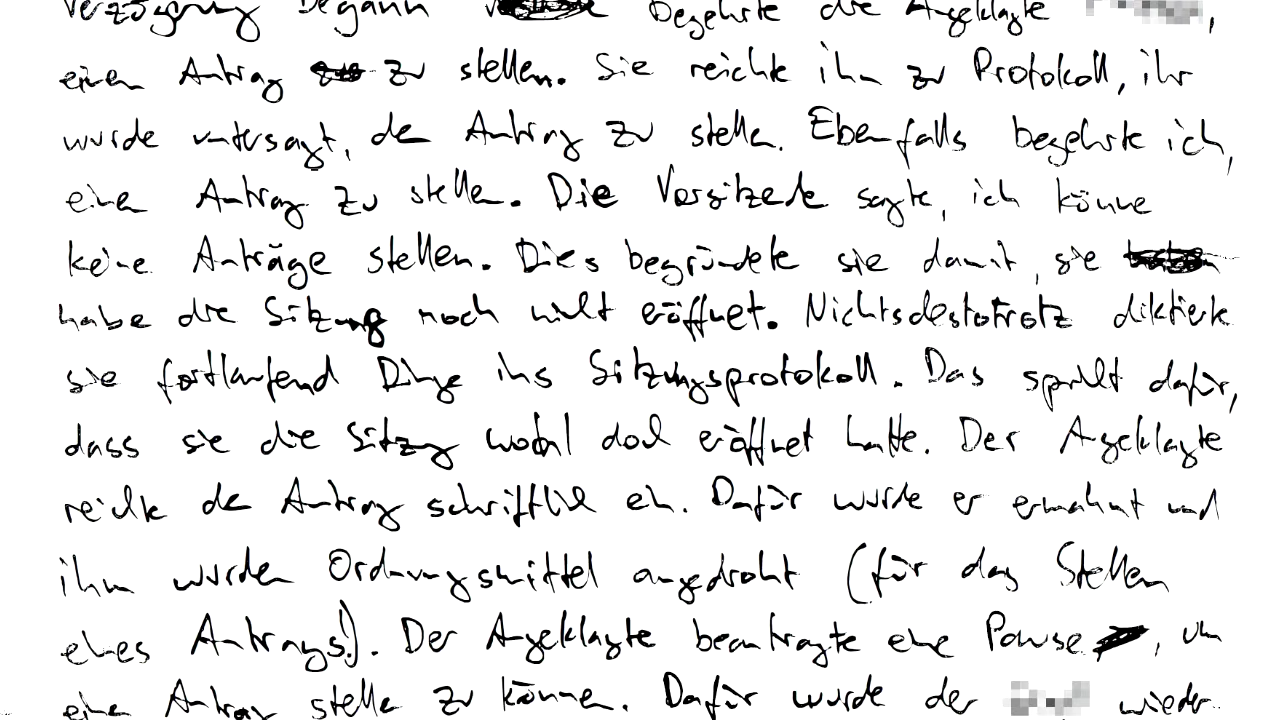 Verzögerung begann begehrte die Angeklagte ,
einen Antrag zu stellen. Sie reichte ihn zu Protokoll, ihr
wurde untersagt, den Antrag zu stellen. Ebenfalls begehrte ich,
einen Antrag zu stellen. Die Vorsitzende sagte, ich könne
keine Anträge stellen. Dies begründete sie damit, sie
habe die Sitzung noch nicht eröffnet. Nichtsdestotrotz diktierte
sie fortlaufend Dinge ins Sitzungsprotokoll. Das spricht dafür,
dass sie die Sitzung wohl doch eröffnet hatte. Der Angeklagte
reichte den Antrag schriftlich ein. Dafür wurde er ermahnt und
ihm wurden Ordnungsmittel angedroht (für das Stellen
eines Antrags!). Der Angeklagte beantragte eine Pause, um
einen Antrag stellen zu können. Dafür wurde der wieder